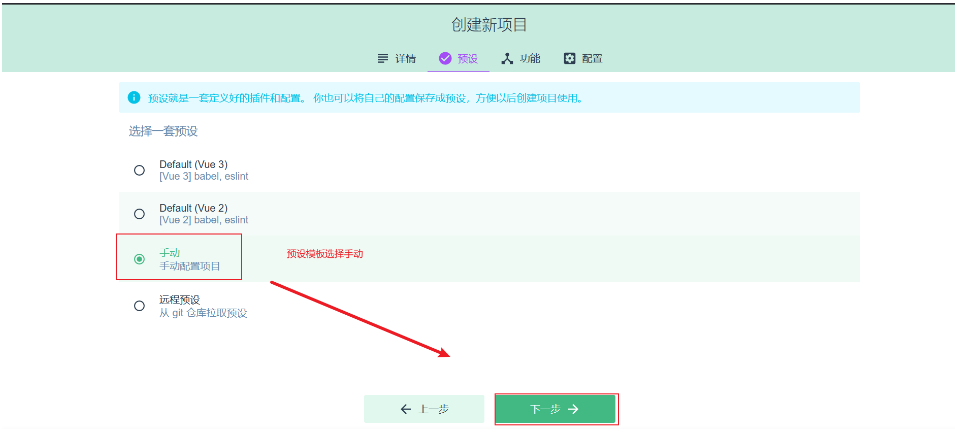 创建新项目
详情 预设 功能 配置
预设就是一套定义好的插件和配置。 你也可以将自己的配置保存成预设，方便以后创建项目使用。
选择一套预设
Default (Vue 3)
[Vue 3] babel, eslint
Default (Vue 2)
[Vue 2] babel, eslint
手动
手动配置项目
预设模板选择手动
远程预设
从 git 仓库拉取预设
上一步 下一步